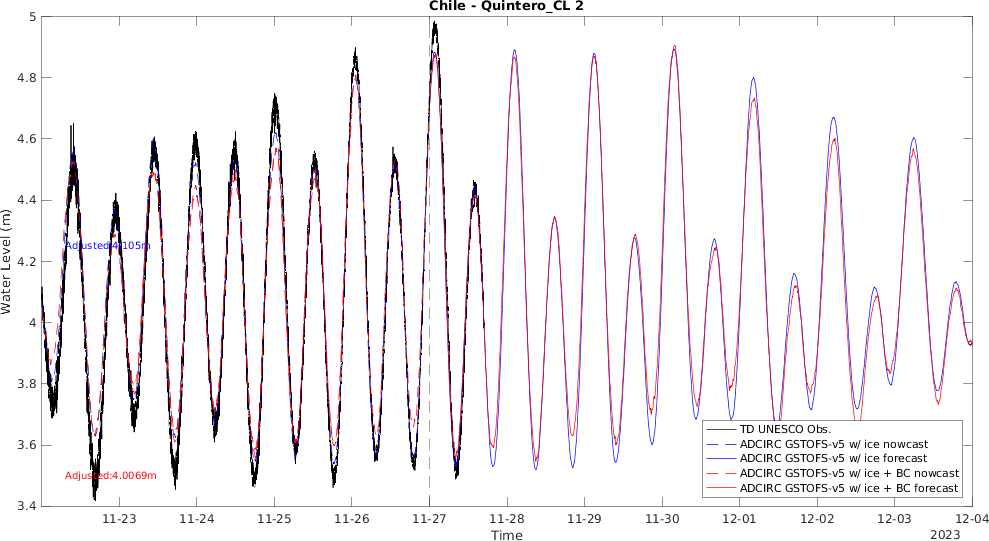 Chile - Quintero_CL 2
5
4.8
4.6
4.4
4.2
4
3.8
3.6
3.4
Water Level (m)
Adjusted:4.105m
Adjusted:4.0069m
TD UNESCO Obs.
ADCIRC GSTOFS-v5 w/ ice nowcast
ADCIRC GSTOFS-v5 w/ ice forecast
ADCIRC GSTOFS-v5 w/ ice + BC nowcast
ADCIRC GSTOFS-v5 w/ ice + BC forecast
11-23 11-24 11-25 11-26 11-27 11-28 11-29 11-30 12-01 12-02 12-03 12-04
Time
2023